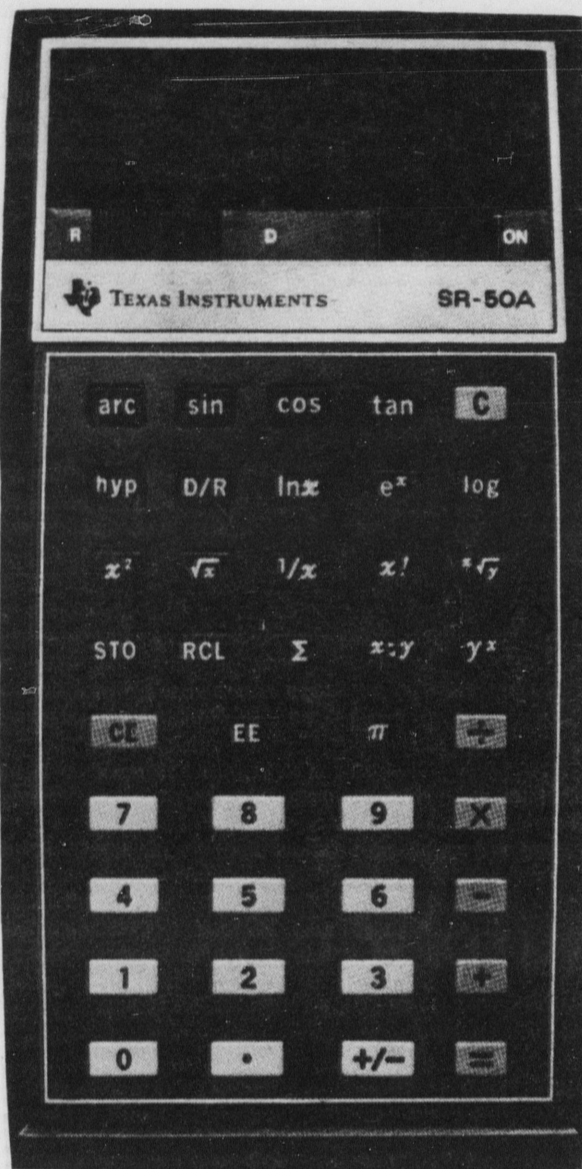 R D ON
TEXAS INSTRUMENTS SR-50A
arc sin cos tan C
hyp D/R lnx eˣ log
x² √x 1/x x! ˣ√y
STO RCL Σ x:y yˣ
CE EE π ÷
7 8 9 ×
4 5 6 −
1 2 3 +
0 . +/− =